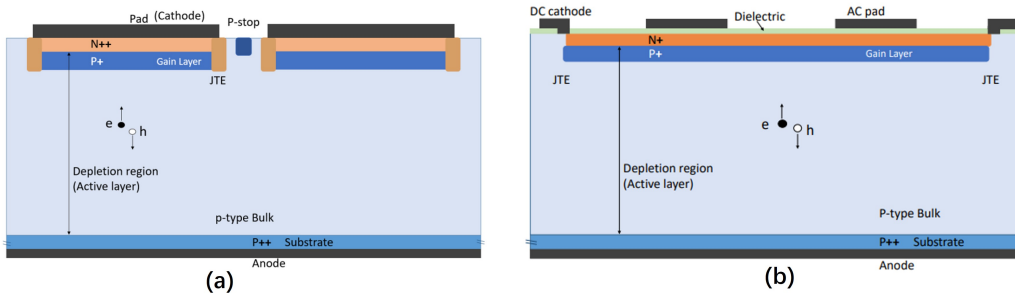 Pad (Cathode)
P-stop
N++
P+
Gain Layer
JTE
e
h
Depletion region
(Active layer)
p-type Bulk
P++ Substrate
Anode
(a)
DC cathode
Dielectric
AC pad
N+
P+
Gain Layer
JTE
JTE
e
h
Depletion region
(Active layer)
P-type Bulk
P++ Substrate
Anode
(b)